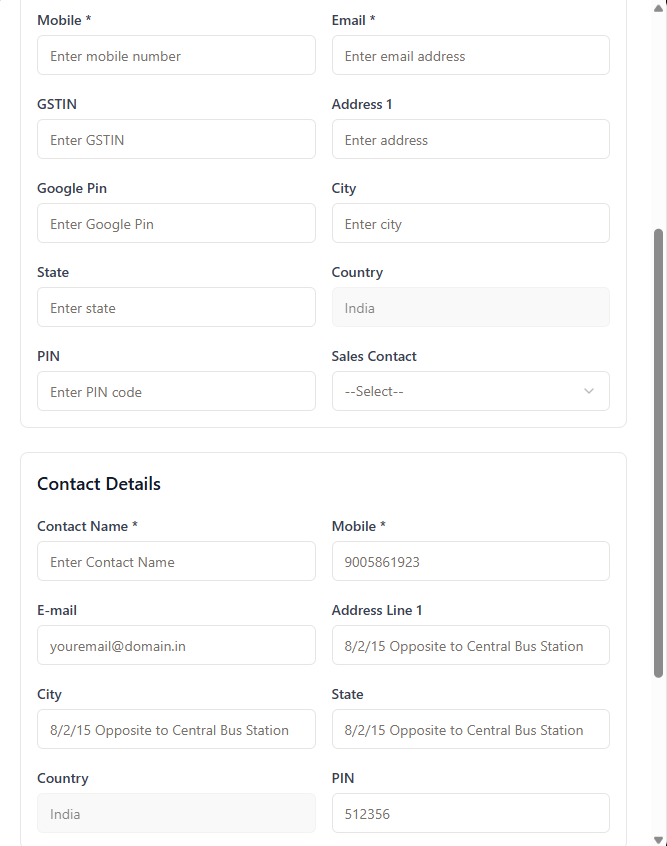 Mobile * Email *
Enter mobile number Enter email address
GSTIN Address 1
Enter GSTIN Enter address
Google Pin City
Enter Google Pin Enter city
State Country
Enter state India
PIN Sales Contact
Enter PIN code --Select--
Contact Details
Contact Name * Mobile *
Enter Contact Name 9005861923
E-mail Address Line 1
youremail@domain.in 8/2/15 Opposite to Central Bus Station
City State
8/2/15 Opposite to Central Bus Station 8/2/15 Opposite to Central Bus Station
Country PIN
India 512356